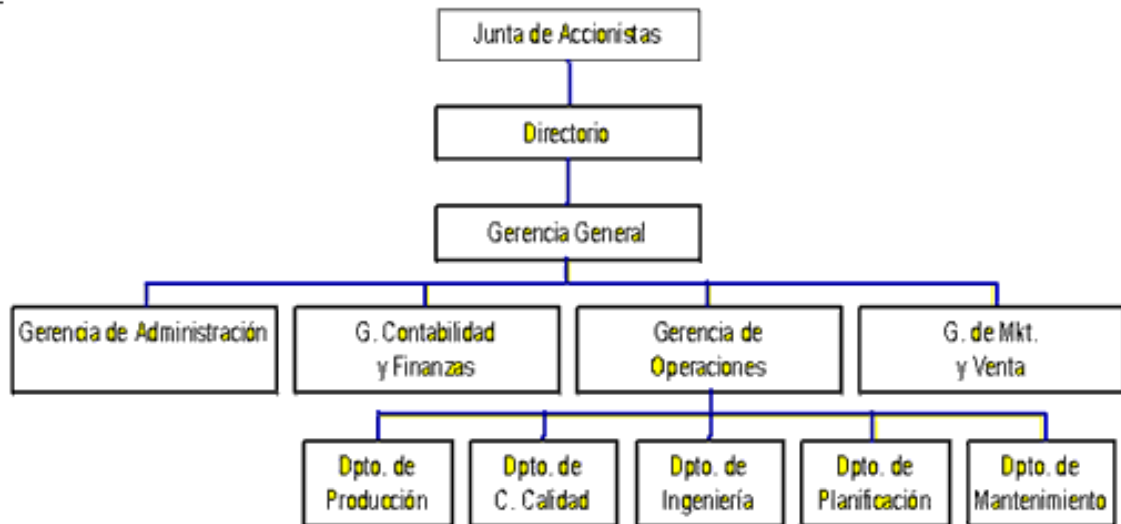 Junta de Accionistas
Directorio
Gerencia General
Gerencia de Administración
G. Contabilidad
y Finanzas
Gerencia de
Operaciones
G. de Mkt.
y Venta
Dpto. de
Producción
Dpto. de
C. Calidad
Dpto. de
Ingeniería
Dpto. de
Planificación
Dpto. de
Mantenimiento